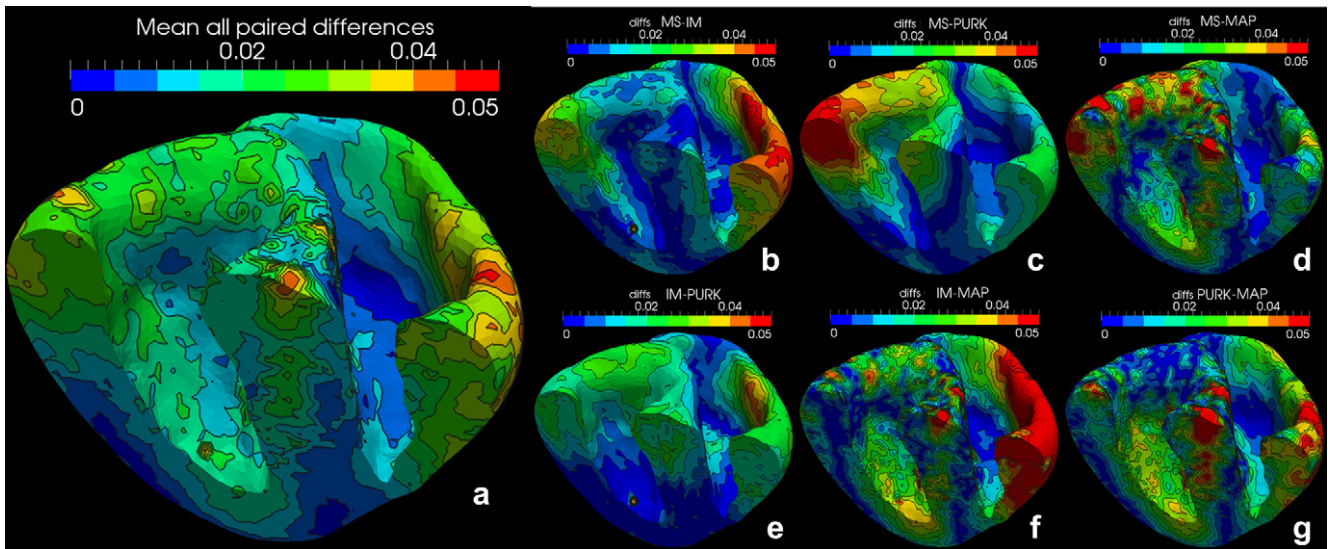 Mean all paired differences
0.02 0.04
0 0.05
a
diffs MS-IM
0.02 0.04
0 0.05
b
diffs MS-PURK
0.02 0.04
0 0.05
c
diffs MS-MAP
0.02 0.04
0 0.05
d
diffs IM-PURK
0.02 0.04
0 0.05
e
diffs IM-MAP
0.02 0.04
0 0.05
f
diffs PURK-MAP
0.02 0.04
0 0.05
g